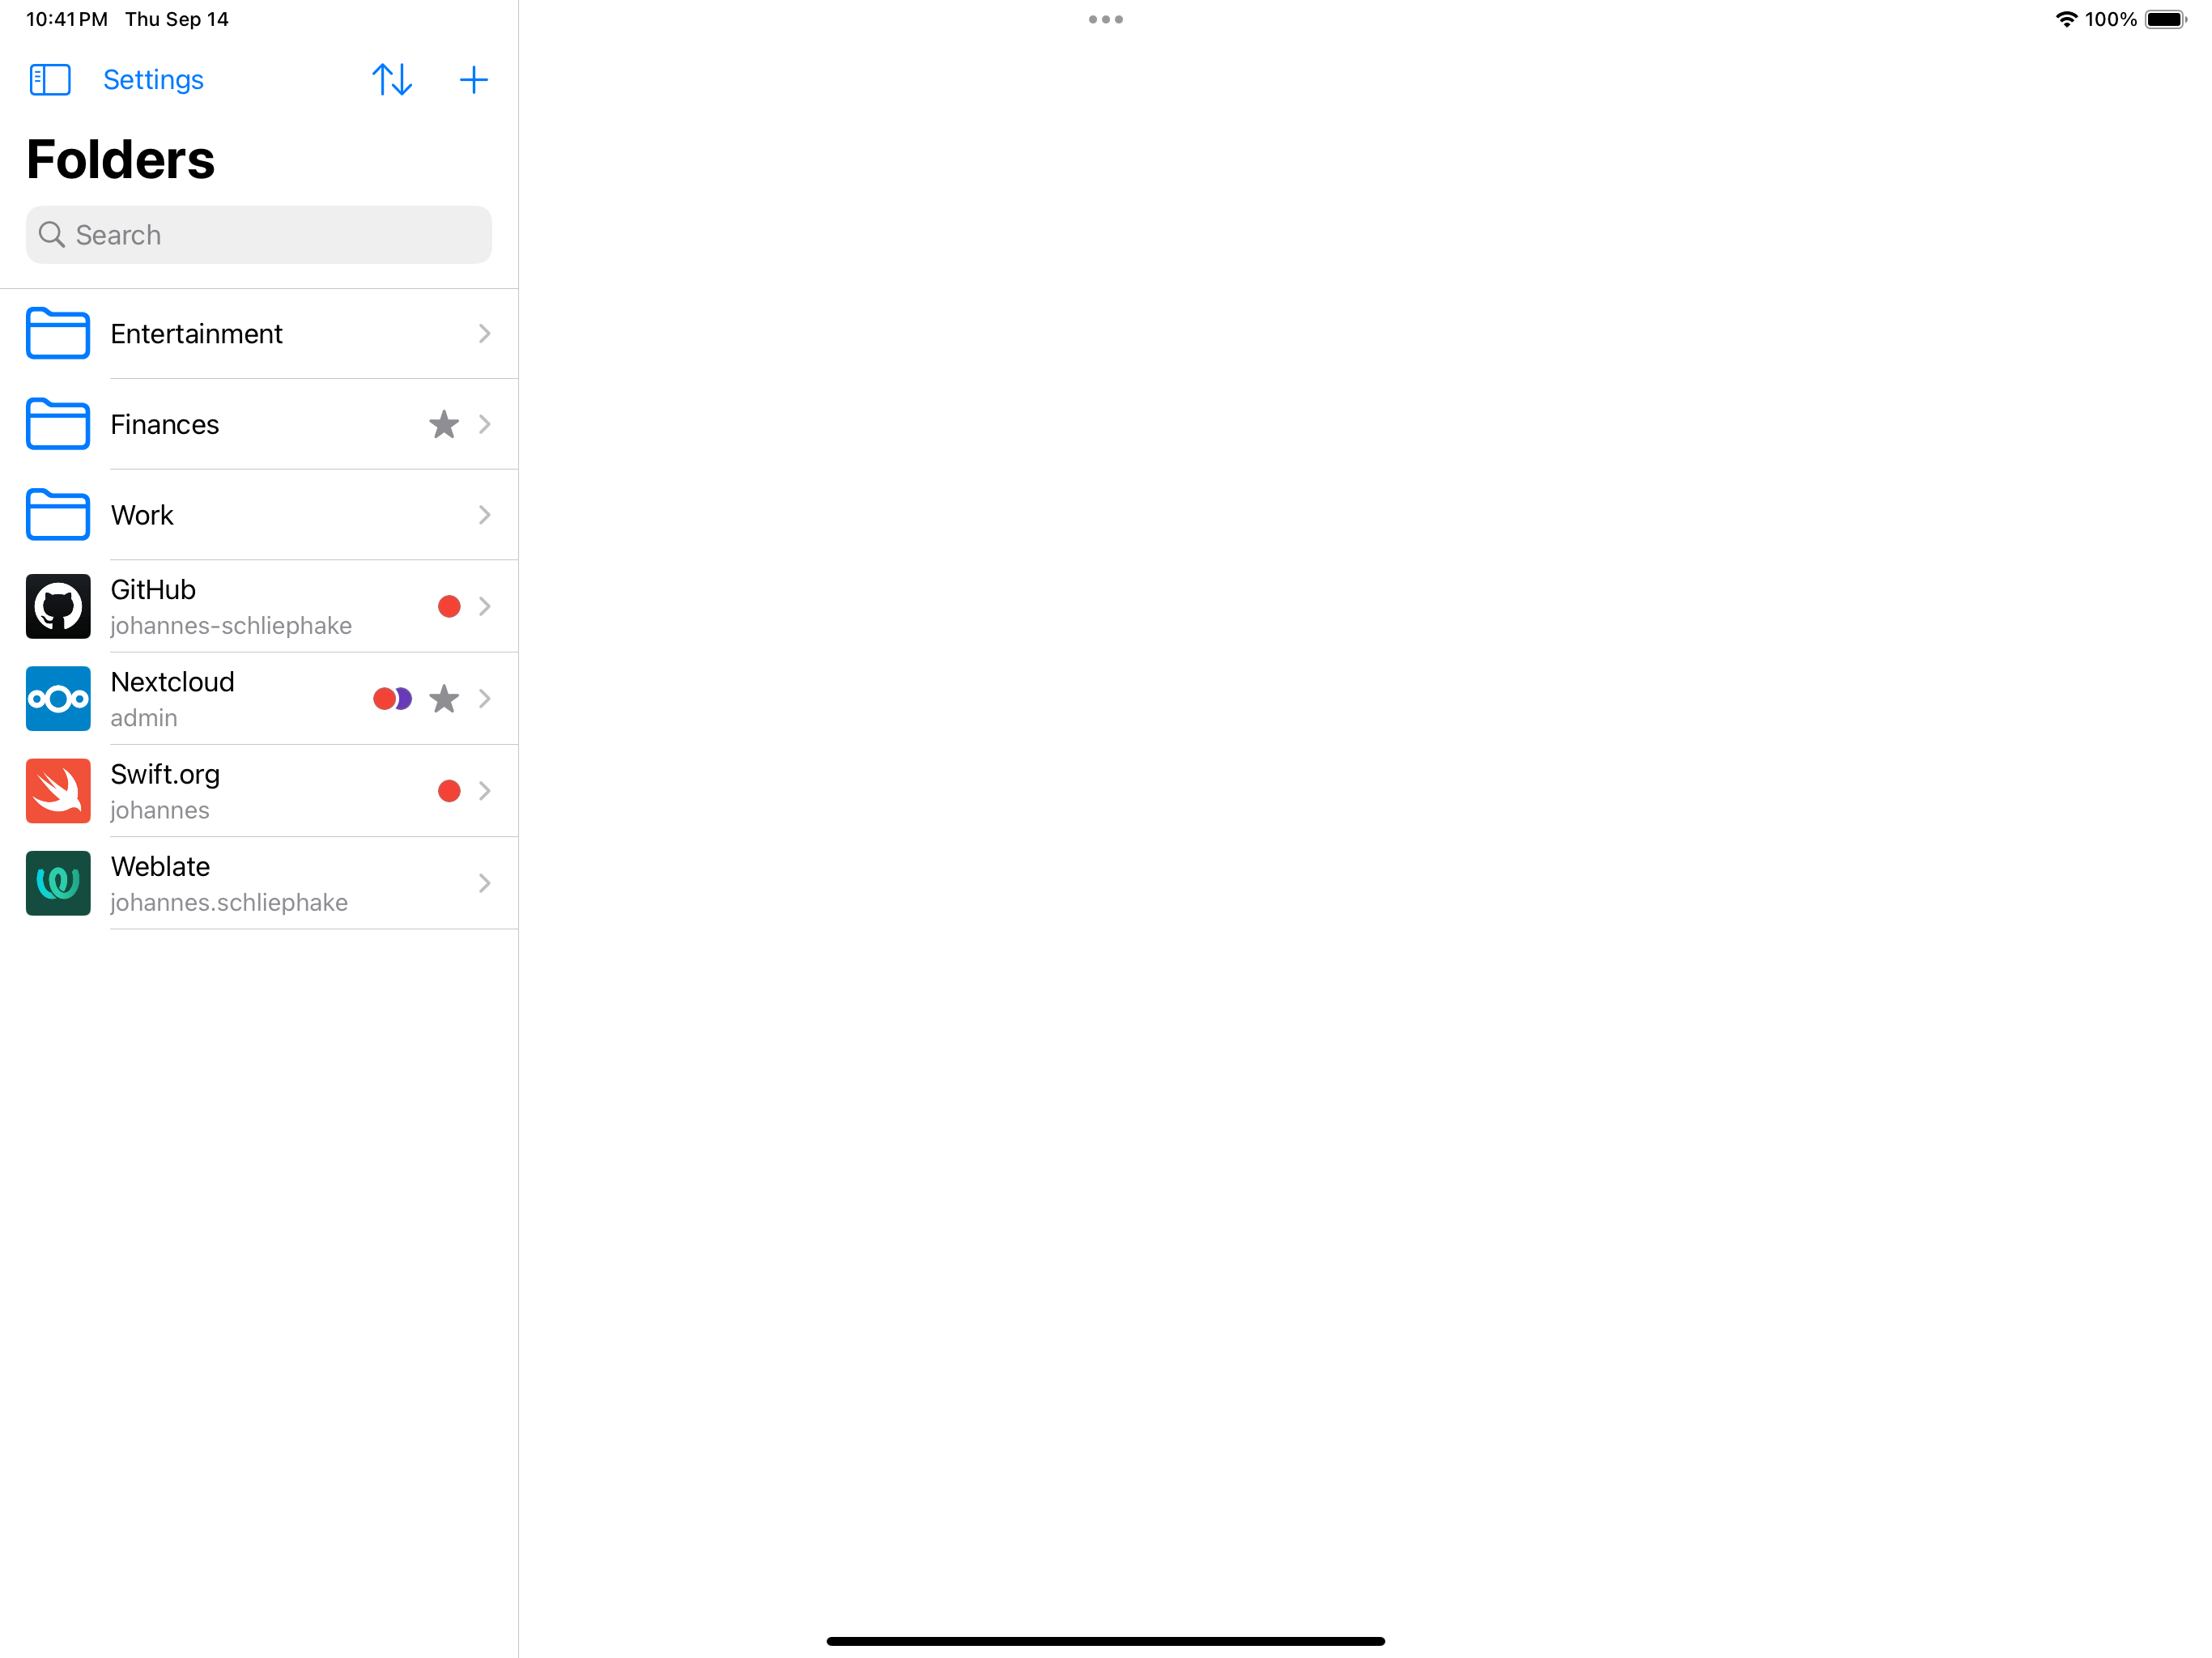 10:41 PM Thu Sep 14
100%
Settings
Folders
Search
Entertainment
Finances
Work
GitHub
johannes-schliephake
Nextcloud
admin
Swift.org
johannes
Weblate
johannes.schliephake